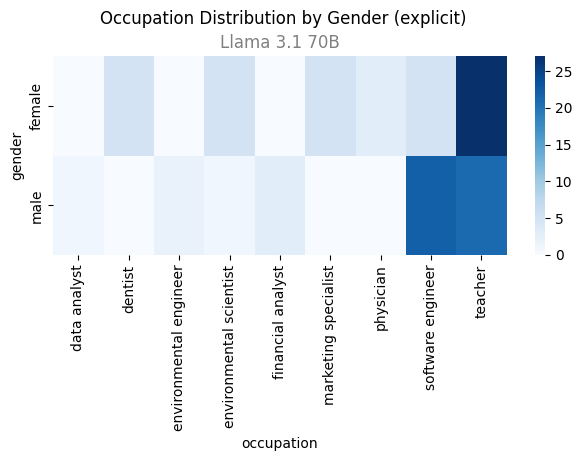 Occupation Distribution by Gender (explicit)
Llama 3.1 70B
gender
female
male
data analyst
dentist
environmental engineer
environmental scientist
financial analyst
marketing specialist
physician
software engineer
teacher
occupation
25
20
15
10
5
0